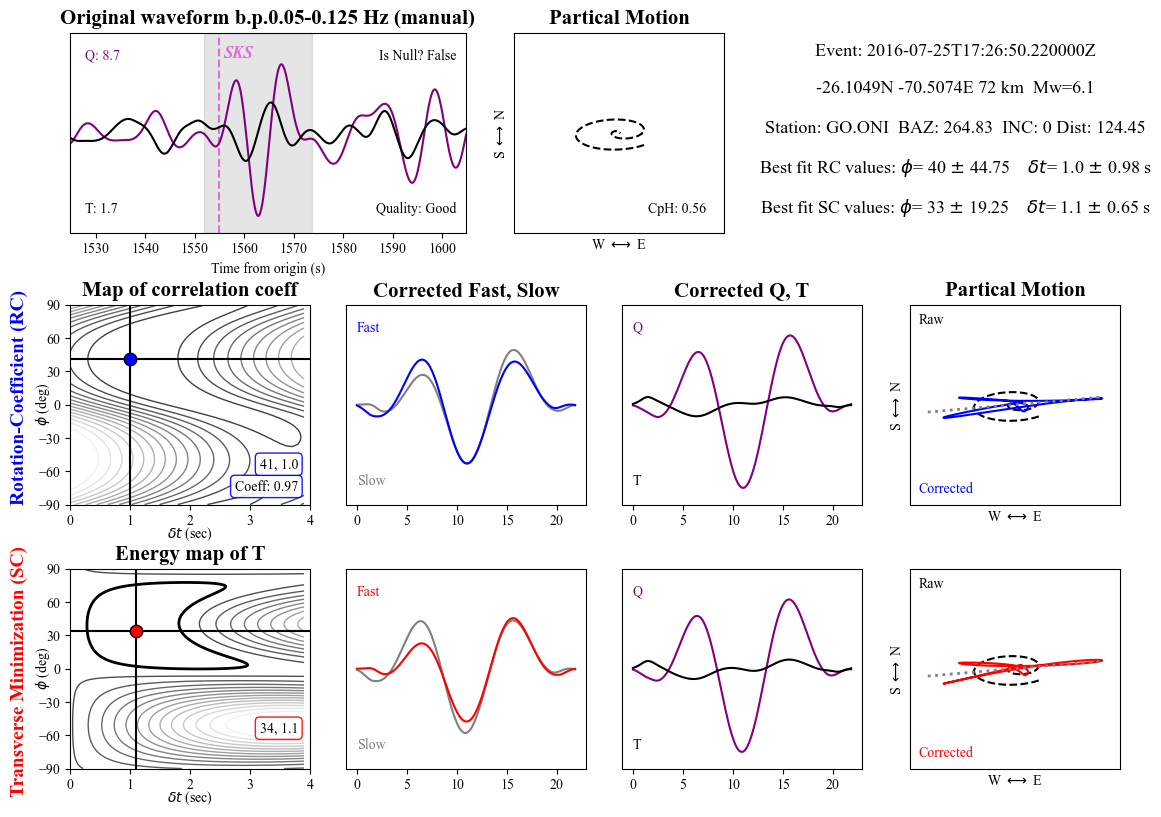 Original waveform b.p.0.05-0.125 Hz (manual)
Q: 8.7
SKS
Is Null? False
T: 1.7
Quality: Good
1530 1540 1550 1560 1570 1580 1590 1600
Time from origin (s)
Partical Motion
S ⟷ N
CpH: 0.56
W ⟷ E
Event: 2016-07-25T17:26:50.220000Z
-26.1049N -70.5074E 72 km Mw=6.1
Station: GO.ONI BAZ: 264.83 INC: 0 Dist: 124.45
Best fit RC values: ϕ= 40 ± 44.75 δt= 1.0 ± 0.98 s
Best fit SC values: ϕ= 33 ± 19.25 δt= 1.1 ± 0.65 s
Rotation-Coefficient (RC)
Map of correlation coeff
90
60
30
0
−30
−60
−90
ϕ (deg)
41, 1.0
Coeff: 0.97
0 1 2 3 4
δt (sec)
Corrected Fast, Slow
Fast
Slow
0 5 10 15 20
Corrected Q, T
Q
T
0 5 10 15 20
Partical Motion
Raw
S ⟷ N
Corrected
W ⟷ E
Transverse Minimization (SC)
Energy map of T
90
60
30
0
−30
−60
−90
ϕ (deg)
34, 1.1
0 1 2 3 4
δt (sec)
Fast
Slow
0 5 10 15 20
Q
T
0 5 10 15 20
Raw
S ⟷ N
Corrected
W ⟷ E